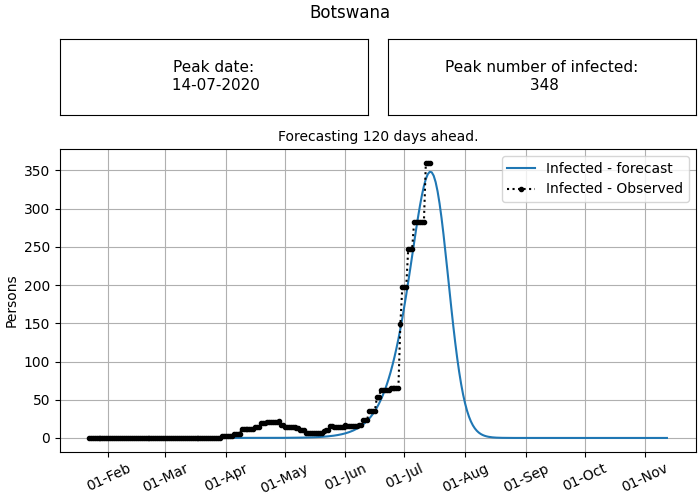 Botswana
Peak date:
14-07-2020
Peak number of infected:
348
Forecasting 120 days ahead.
Infected - forecast
Infected - Observed
Persons
350
300
250
200
150
100
50
0
01-Feb
01-Mar
01-Apr
01-May
01-Jun
01-Jul
01-Aug
01-Sep
01-Oct
01-Nov